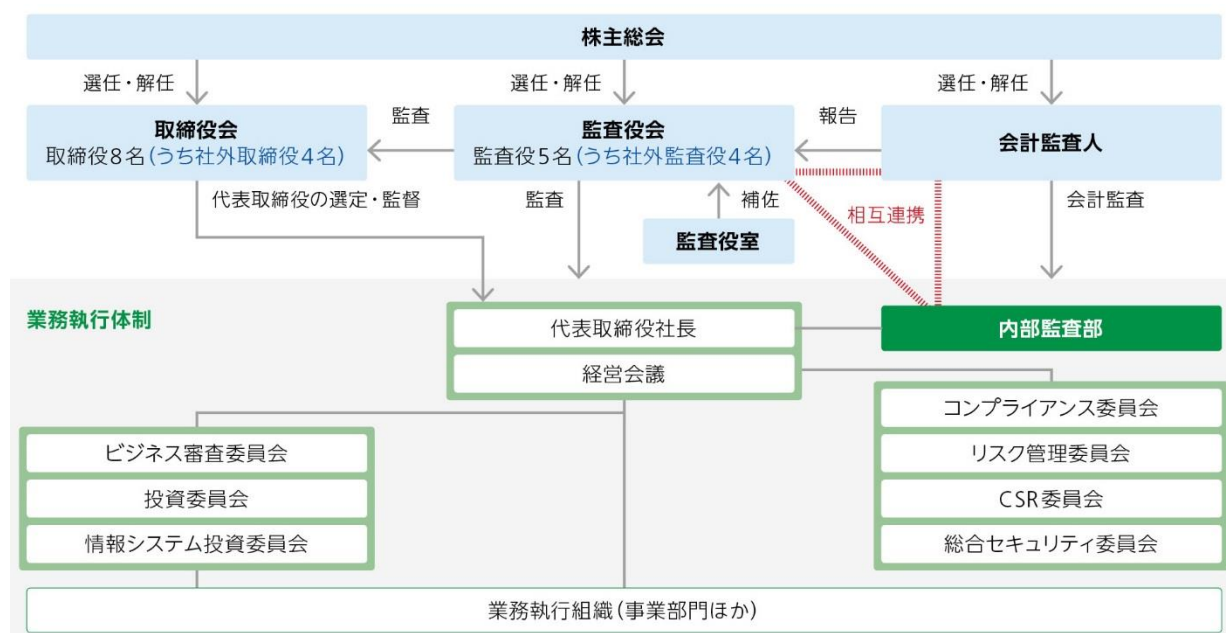 株主総会
選任・解任
選任・解任
選任・解任
取締役会
取締役8名(うち社外取締役4名)
監査
監査役会
監査役5名(うち社外監査役4名)
報告
会計監査人
代表取締役の選定・監督
監査
補佐
監査役室
相互連携
会計監査
業務執行体制
代表取締役社長
経営会議
内部監査部
ビジネス審査委員会
投資委員会
情報システム投資委員会
コンプライアンス委員会
リスク管理委員会
CSR委員会
総合セキュリティ委員会
業務執行組織(事業部門ほか)